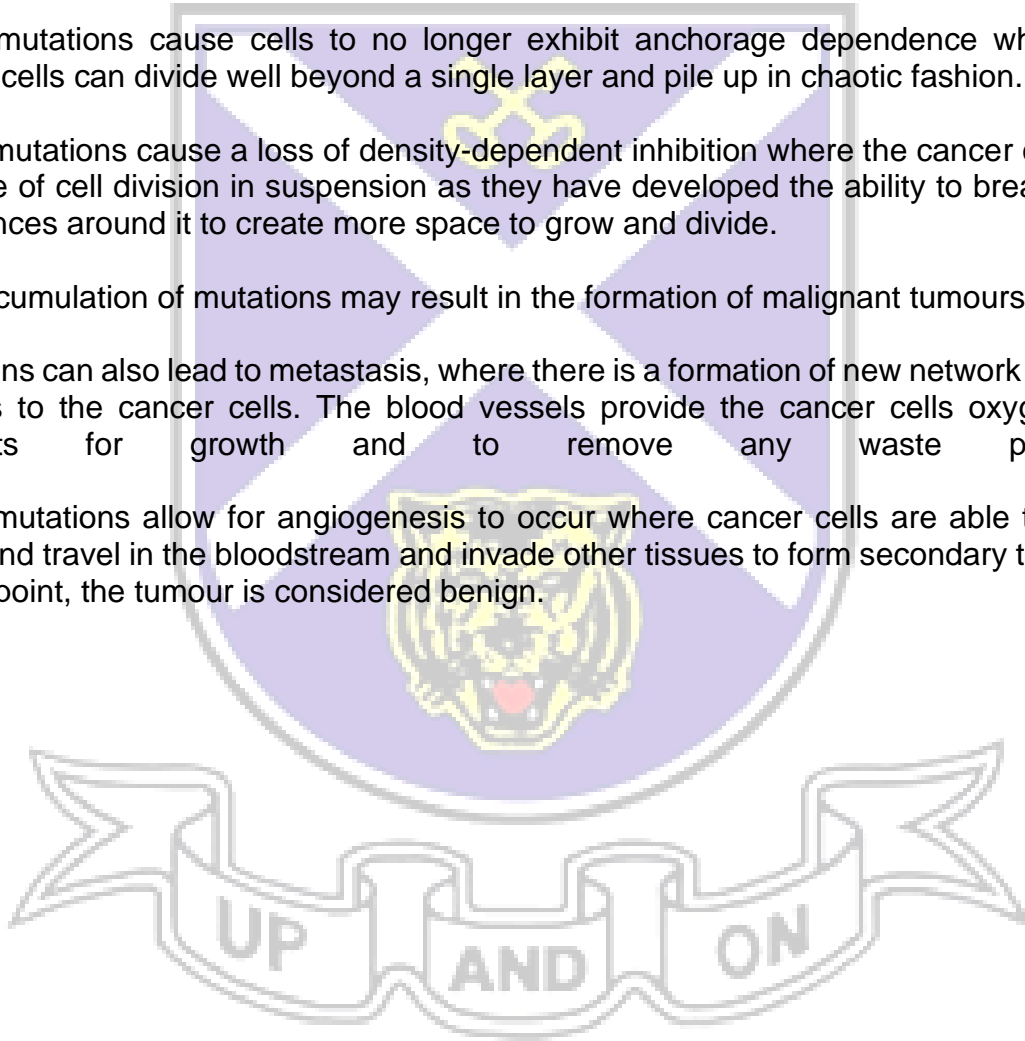 mutations cause cells to no longer exhibit anchorage dependence wh
cells can divide well beyond a single layer and pile up in chaotic fashion.
mutations cause a loss of density-dependent inhibition where the cancer
e of cell division in suspension as they have developed the ability to brea
nces around it to create more space to grow and divide.
cumulation of mutations may result in the formation of malignant tumours
ns can also lead to metastasis, where there is a formation of new network
s to the cancer cells. The blood vessels provide the cancer cells oxyg
ts for growth and to remove any waste p
mutations allow for angiogenesis to occur where cancer cells are able t
nd travel in the bloodstream and invade other tissues to form secondary t
point, the tumour is considered benign.
UP AND ON